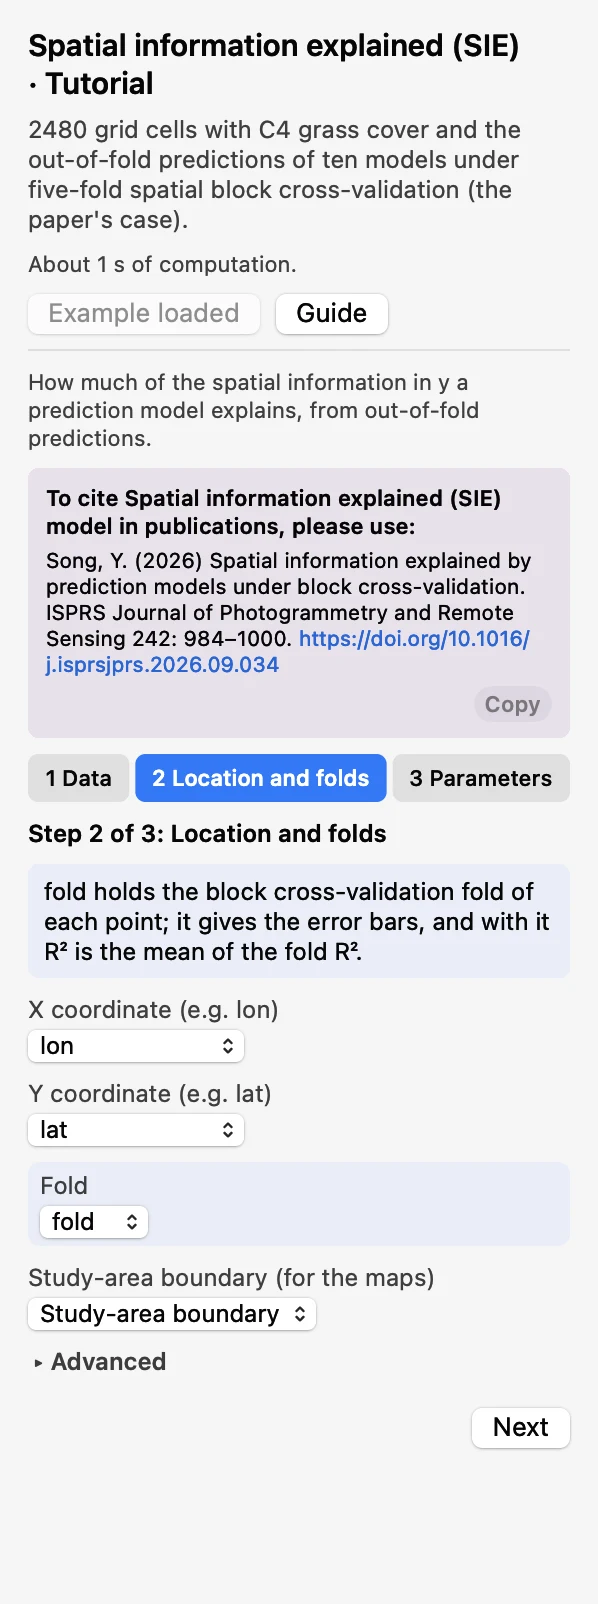 Spatial information explained (SIE)
· Tutorial
2480 grid cells with C4 grass cover and the
out-of-fold predictions of ten models under
five-fold spatial block cross-validation (the
paper's case).
About 1 s of computation.
Example loaded
Guide
How much of the spatial information in y a
prediction model explains, from out-of-fold
predictions.
To cite Spatial information explained (SIE)
model in publications, please use:
Song, Y. (2026) Spatial information explained by
prediction models under block cross-validation.
ISPRS Journal of Photogrammetry and Remote
Sensing 242: 984–1000. https://doi.org/10.1016/
j.isprsjprs.2026.09.034
Copy
1 Data
2 Location and folds
3 Parameters
Step 2 of 3: Location and folds
fold holds the block cross-validation fold of
each point; it gives the error bars, and with it
R² is the mean of the fold R².
X coordinate (e.g. lon)
lon
Y coordinate (e.g. lat)
lat
Fold
fold
Study-area boundary (for the maps)
Study-area boundary
Advanced
Next